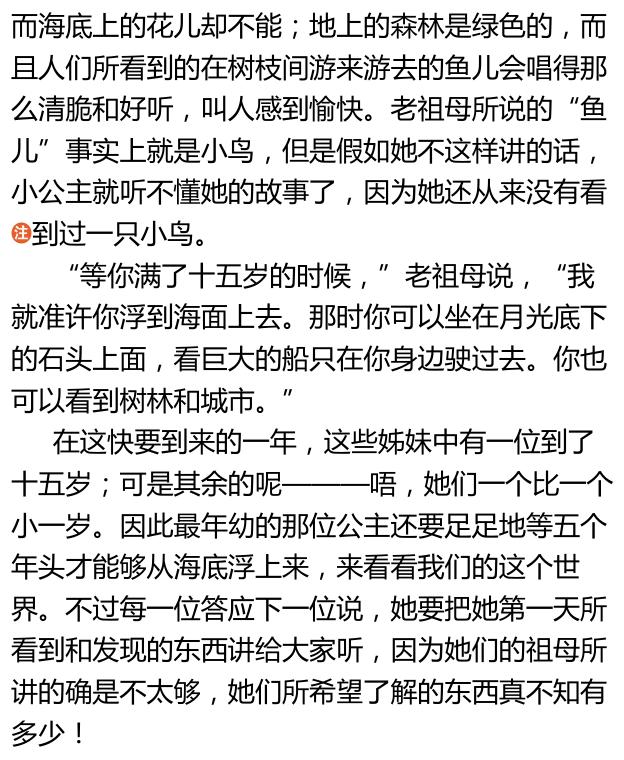 而海底上的花儿却不能；地上的森林是绿色的，而
且人们所看到的在树枝间游来游去的鱼儿会唱得那
么清脆和好听，叫人感到愉快。老祖母所说的“鱼
儿”事实上就是小鸟，但是假如她不这样讲的话，
小公主就听不懂她的故事了，因为她还从来没有看
注到过一只小鸟。
“等你满了十五岁的时候，”老祖母说，“我
就准许你浮到海面上去。那时你可以坐在月光底下
的石头上面，看巨大的船只在你身边驶过去。你也
可以看到树林和城市。”
在这快要到来的一年，这些姊妹中有一位到了
十五岁；可是其余的呢———唔，她们一个比一个
小一岁。因此最年幼的那位公主还要足足地等五个
年头才能够从海底浮上来，来看看我们的这个世
界。不过每一位答应下一位说，她要把她第一天所
看到和发现的东西讲给大家听，因为她们的祖母所
讲的确是不太够，她们所希望了解的东西真不知有
多少！